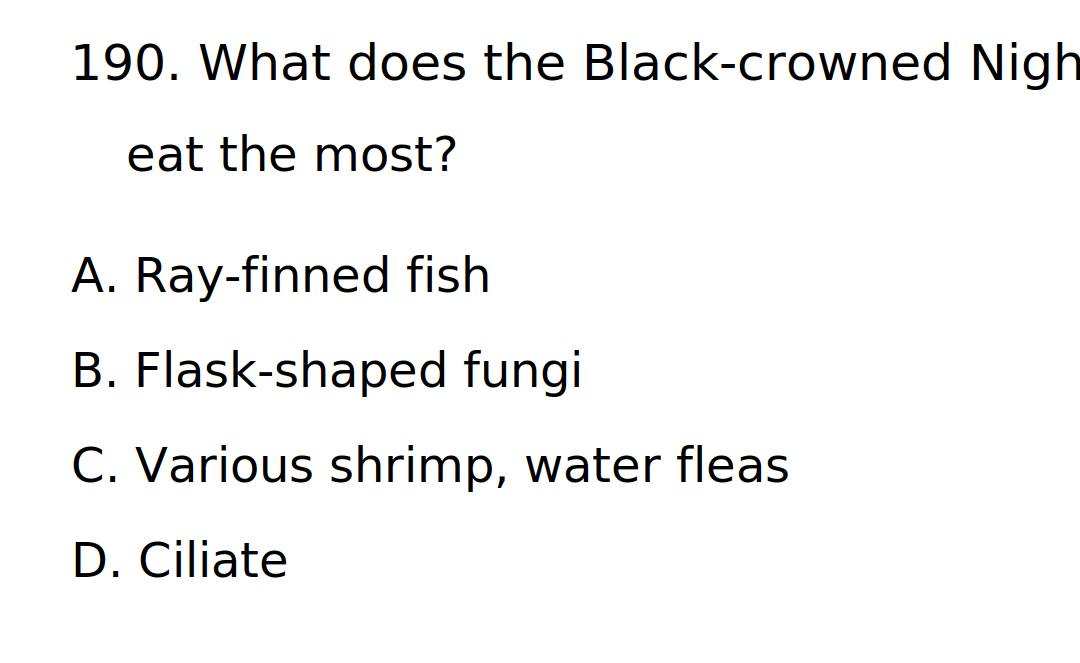 190. What does the Black-crowned Nigh
eat the most?
A. Ray-finned fish
B. Flask-shaped fungi
C. Various shrimp, water fleas
D. Ciliate